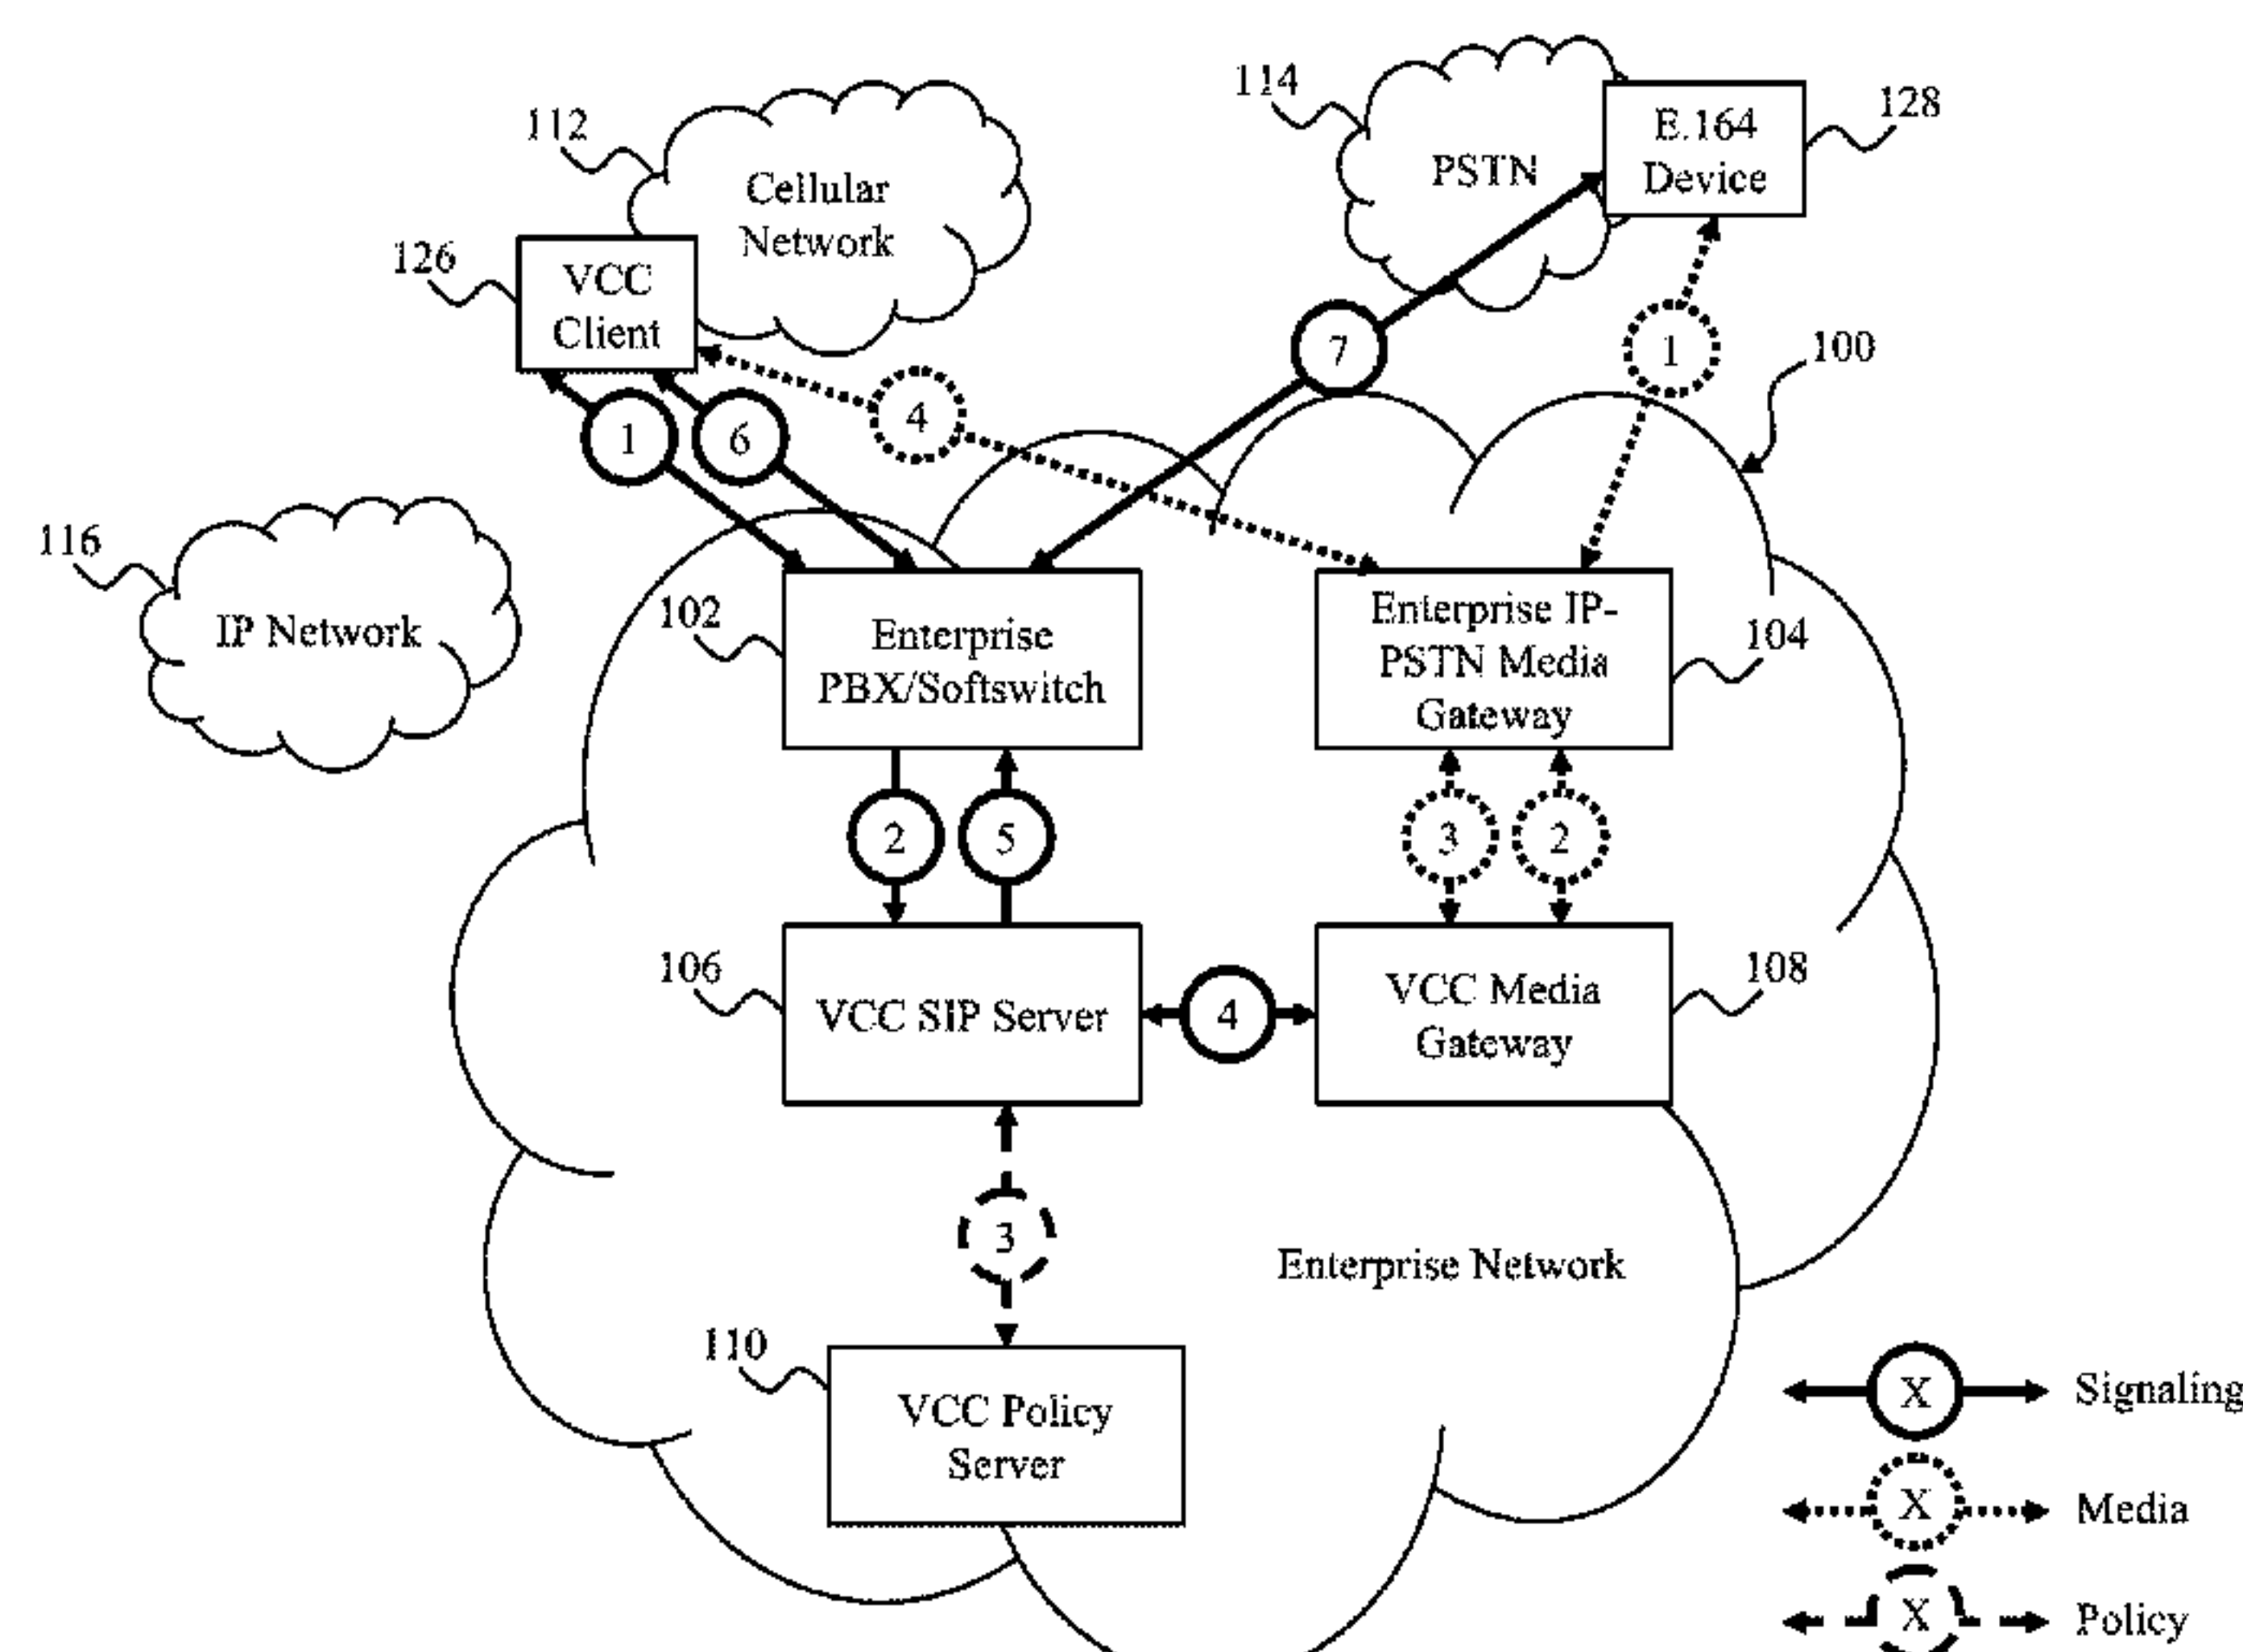 114
E.164
Device
128
112
PSTN
Cellular
Network
126
VCC
Client
7
1
100
4
1
6
116
IP Network
102
Enterprise
PBX/Softswitch
Enterprise IP-
PSTN Media
Gateway
104
2
5
3
2
106
VCC SIP Server
4
VCC Media
Gateway
108
3
Enterprise Network
110
VCC Policy
Server
X
Signaling
X
Media
X
Policy